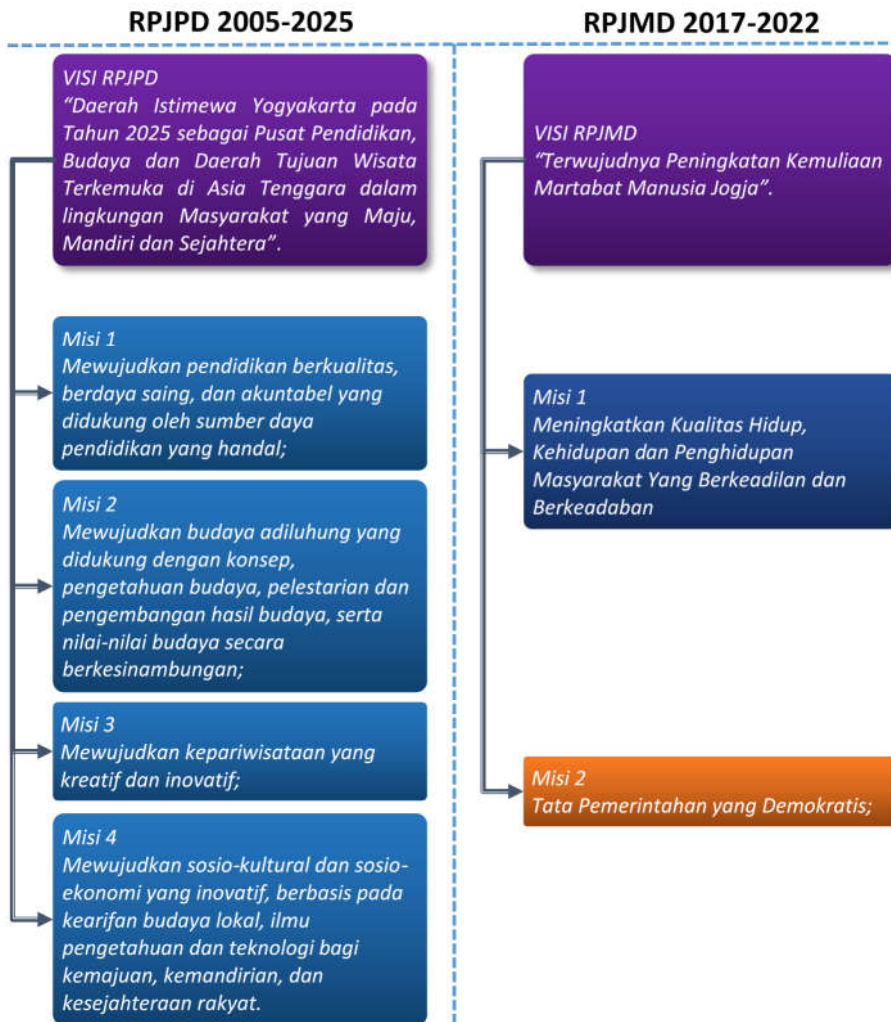 RPJPD 2005-2025
VISI RPJPD
“Daerah Istimewa Yogyakarta pada
Tahun 2025 sebagai Pusat Pendidikan,
Budaya dan Daerah Tujuan Wisata
Terkemuka di Asia Tenggara dalam
lingkungan Masyarakat yang Maju,
Mandiri dan Sejahtera”.
Misi 1
Mewujudkan pendidikan berkualitas,
berdaya saing, dan akuntabel yang
didukung oleh sumber daya
pendidikan yang handal;
Misi 2
Mewujudkan budaya adiluhung yang
didukung dengan konsep,
pengetahuan budaya, pelestarian dan
pengembangan hasil budaya, serta
nilai-nilai budaya secara
berkesinambungan;
Misi 3
Mewujudkan kepariwisataan yang
kreatif dan inovatif;
Misi 4
Mewujudkan sosio-kultural dan sosio-
ekonomi yang inovatif, berbasis pada
kearifan budaya lokal, ilmu
pengetahuan dan teknologi bagi
kemajuan, kemandirian, dan
kesejahteraan rakyat.
RPJMD 2017-2022
VISI RPJMD
“Terwujudnya Peningkatan Kemuliaan
Martabat Manusia Jogja”.
Misi 1
Meningkatkan Kualitas Hidup,
Kehidupan dan Penghidupan
Masyarakat Yang Berkeadilan dan
Berkeadaban
Misi 2
Tata Pemerintahan yang Demokratis;